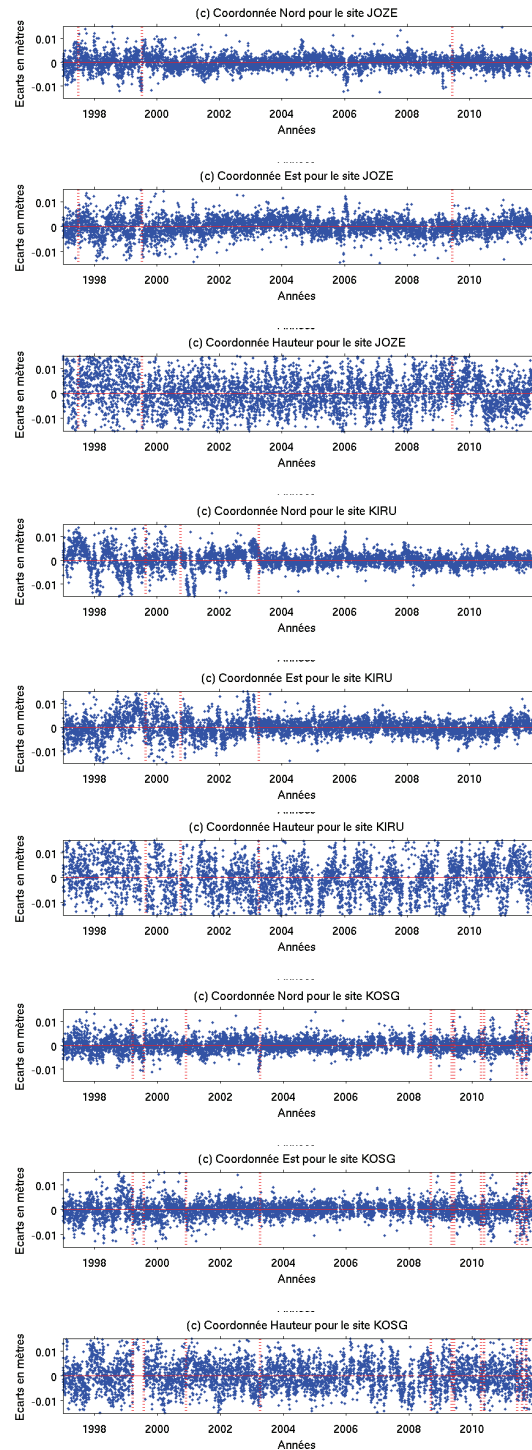 (c) Coordonnée Nord pour le site JOZE
Ecarts en mètres
0.01
0
-0.01
1998 2000 2002 2004 2006 2008 2010
Années
(c) Coordonnée Est pour le site JOZE
Ecarts en mètres
0.01
0
-0.01
1998 2000 2002 2004 2006 2008 2010
Années
(c) Coordonnée Hauteur pour le site JOZE
Ecarts en mètres
0.01
0
-0.01
1998 2000 2002 2004 2006 2008 2010
Années
(c) Coordonnée Nord pour le site KIRU
Ecarts en mètres
0.01
0
-0.01
1998 2000 2002 2004 2006 2008 2010
Années
(c) Coordonnée Est pour le site KIRU
Ecarts en mètres
0.01
0
-0.01
1998 2000 2002 2004 2006 2008 2010
Années
(c) Coordonnée Hauteur pour le site KIRU
Ecarts en mètres
0.01
0
-0.01
1998 2000 2002 2004 2006 2008 2010
Années
(c) Coordonnée Nord pour le site KOSG
Ecarts en mètres
0.01
0
-0.01
1998 2000 2002 2004 2006 2008 2010
Années
(c) Coordonnée Est pour le site KOSG
Ecarts en mètres
0.01
0
-0.01
1998 2000 2002 2004 2006 2008 2010
Années
(c) Coordonnée Hauteur pour le site KOSG
Ecarts en mètres
0.01
0
-0.01
1998 2000 2002 2004 2006 2008 2010
Années